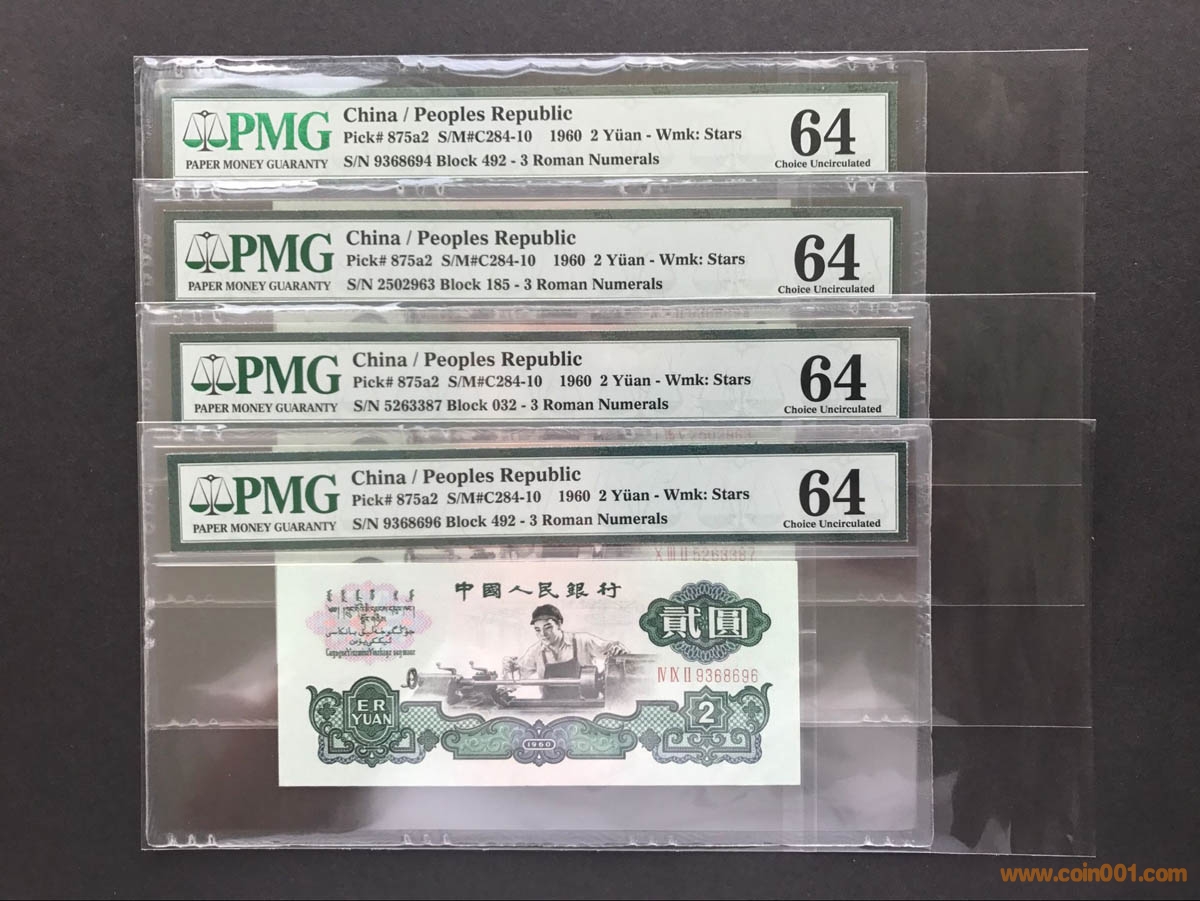 PMG
PAPER MONEY GUARANTY
China / Peoples Republic
Pick# 875a2 S/M#C284-10 1960 2 Yüan - Wmk: Stars
S/N 9368694 Block 492 - 3 Roman Numerals
64
Choice Uncirculated
PMG
PAPER MONEY GUARANTY
China / Peoples Republic
Pick# 875a2 S/M#C284-10 1960 2 Yüan - Wmk: Stars
S/N 2502963 Block 185 - 3 Roman Numerals
64
Choice Uncirculated
PMG
PAPER MONEY GUARANTY
China / Peoples Republic
Pick# 875a2 S/M#C284-10 1960 2 Yüan - Wmk: Stars
S/N 5263387 Block 032 - 3 Roman Numerals
64
Choice Uncirculated
I IV 2502963
PMG
PAPER MONEY GUARANTY
China / Peoples Republic
Pick# 875a2 S/M#C284-10 1960 2 Yüan - Wmk: Stars
S/N 9368696 Block 492 - 3 Roman Numerals
64
Choice Uncirculated
X III II 5263387
中國人民銀行
貳圓
IV IX II 9368696
ER
YUAN
2
1960
www.coin001.com